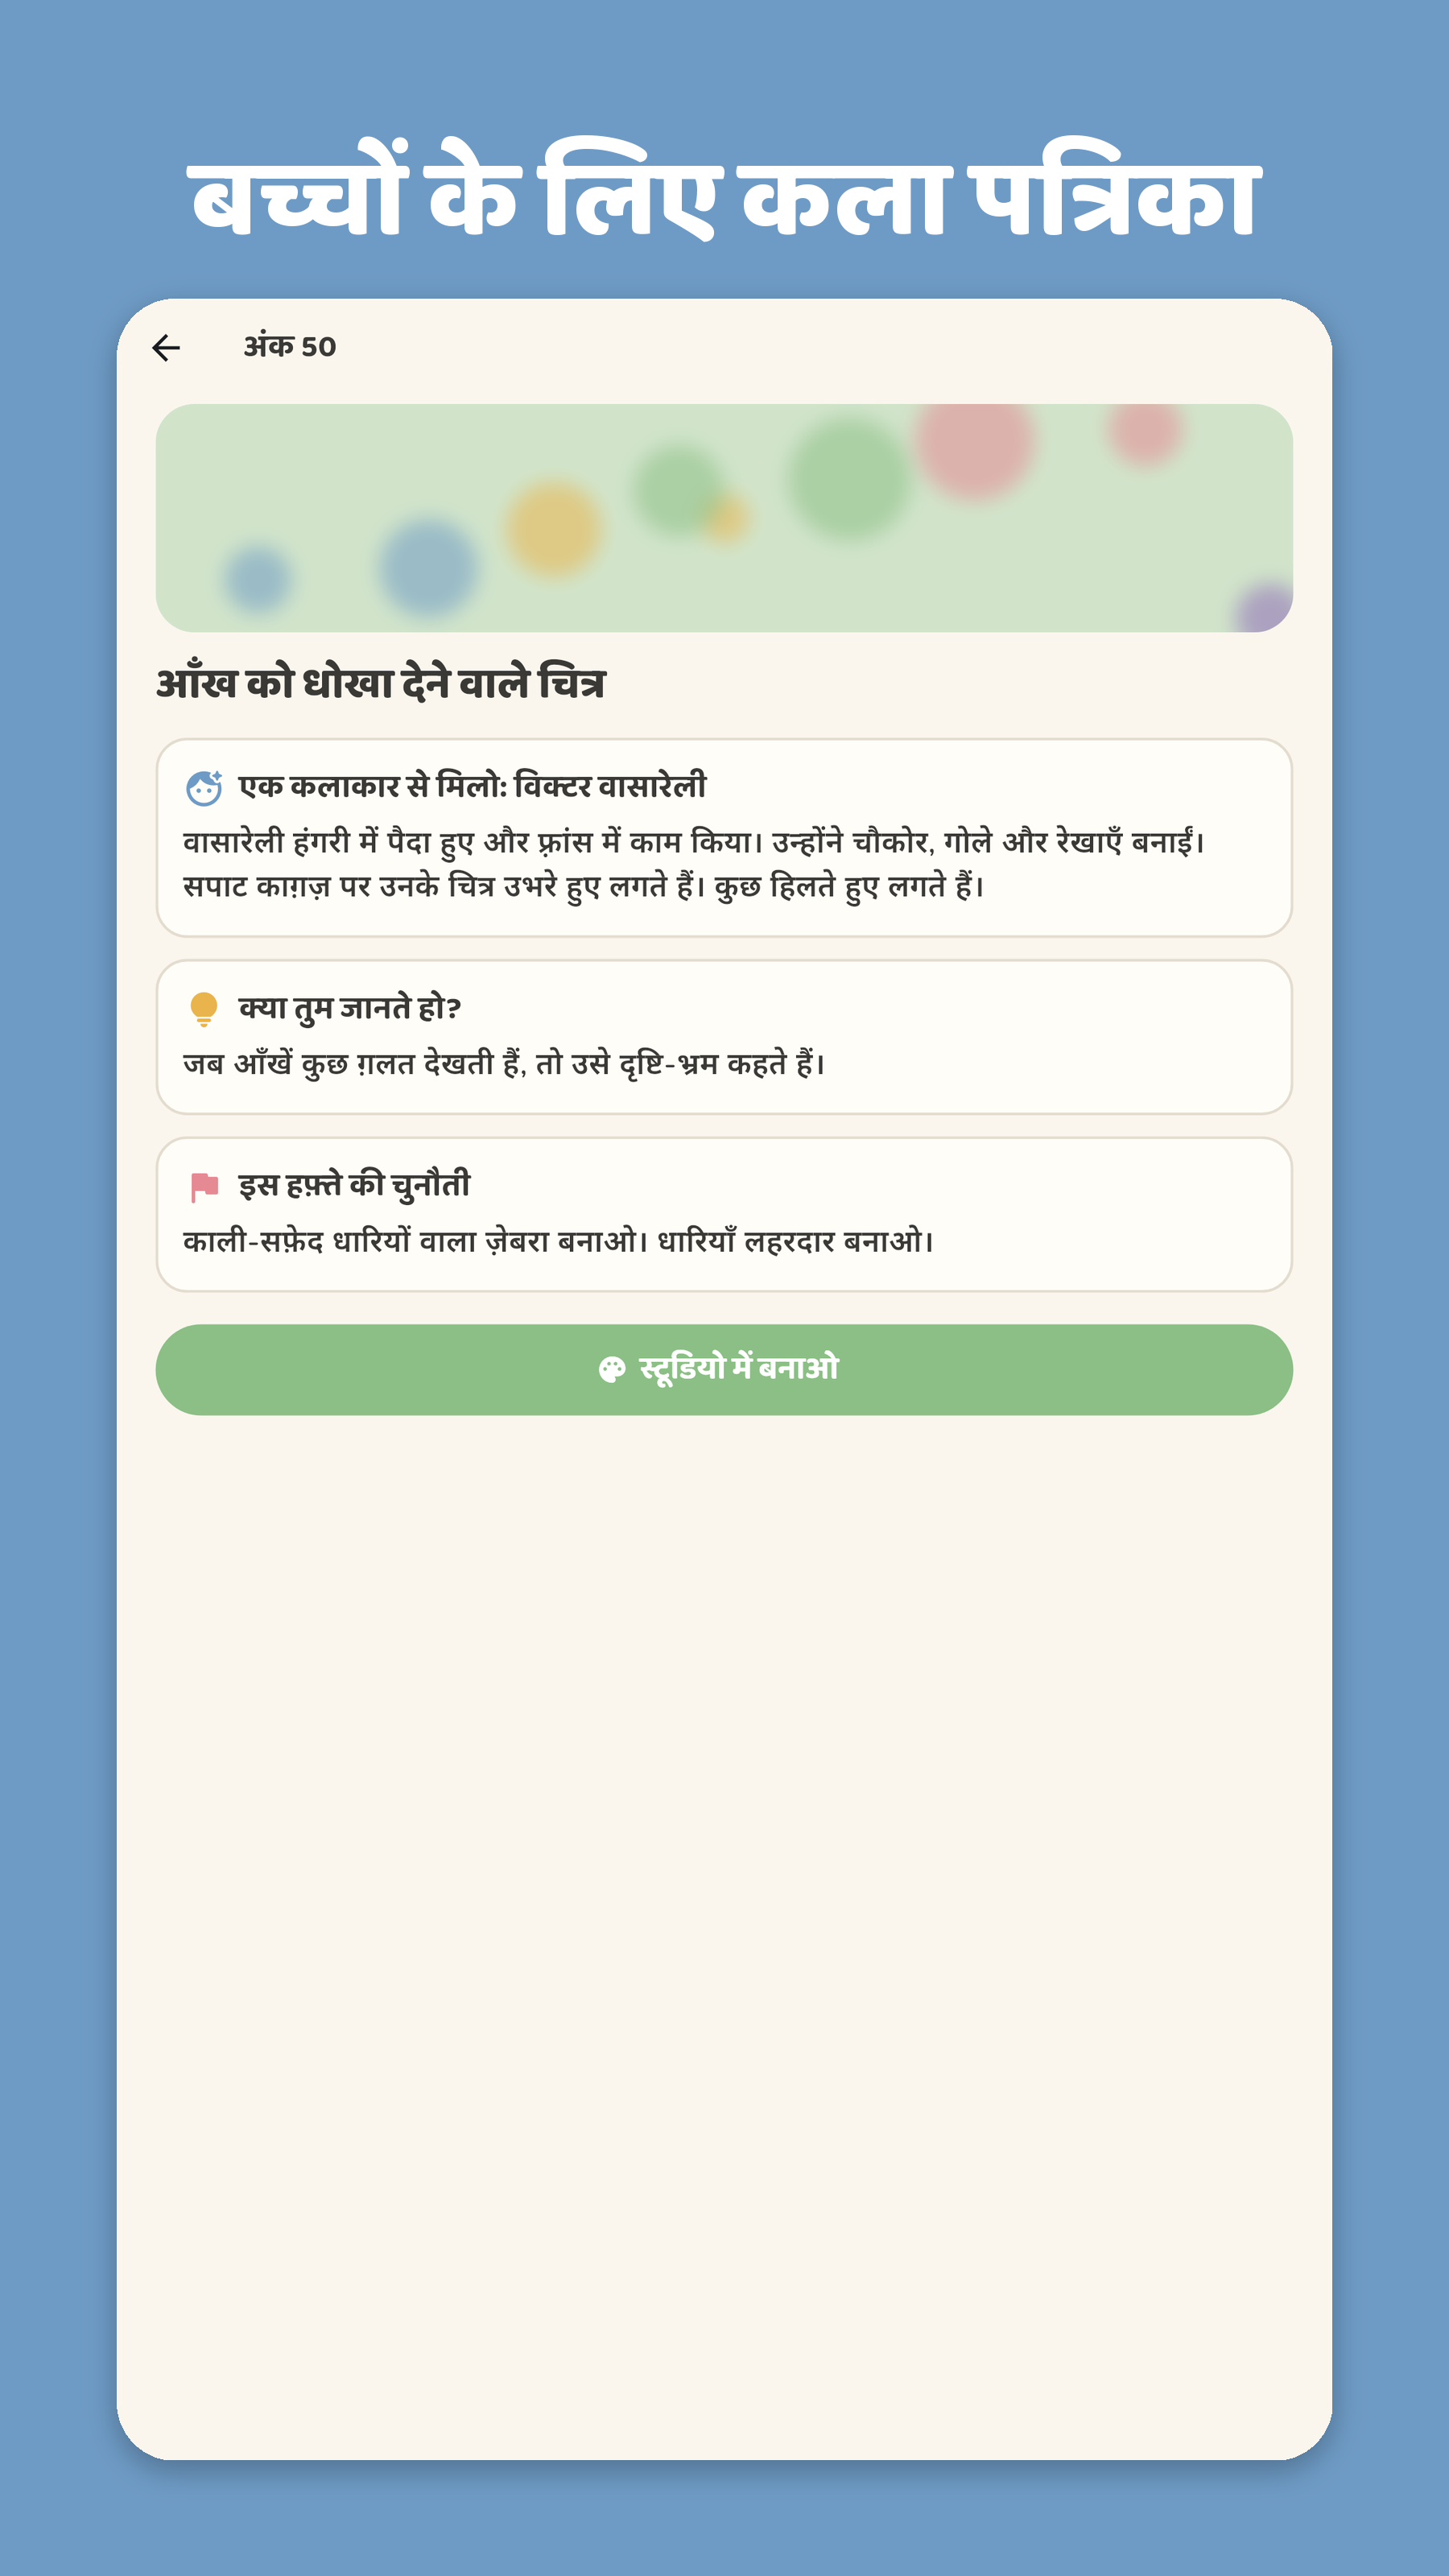 बच्चों के लिए कला पत्रिका
अंक 50
आँख को धोखा देने वाले चित्र
एक कलाकार से मिलो: विक्टर वासारेली
वासारेली हंगरी में पैदा हुए और फ़्रांस में काम किया। उन्होंने चौकोर, गोले और रेखाएँ बनाईं।
सपाट काग़ज़ पर उनके चित्र उभरे हुए लगते हैं। कुछ हिलते हुए लगते हैं।
क्या तुम जानते हो?
जब आँखें कुछ ग़लत देखती हैं, तो उसे दृष्टि-भ्रम कहते हैं।
इस हफ़्ते की चुनौती
काली-सफ़ेद धारियों वाला ज़ेबरा बनाओ। धारियाँ लहरदार बनाओ।
स्टूडियो में बनाओ